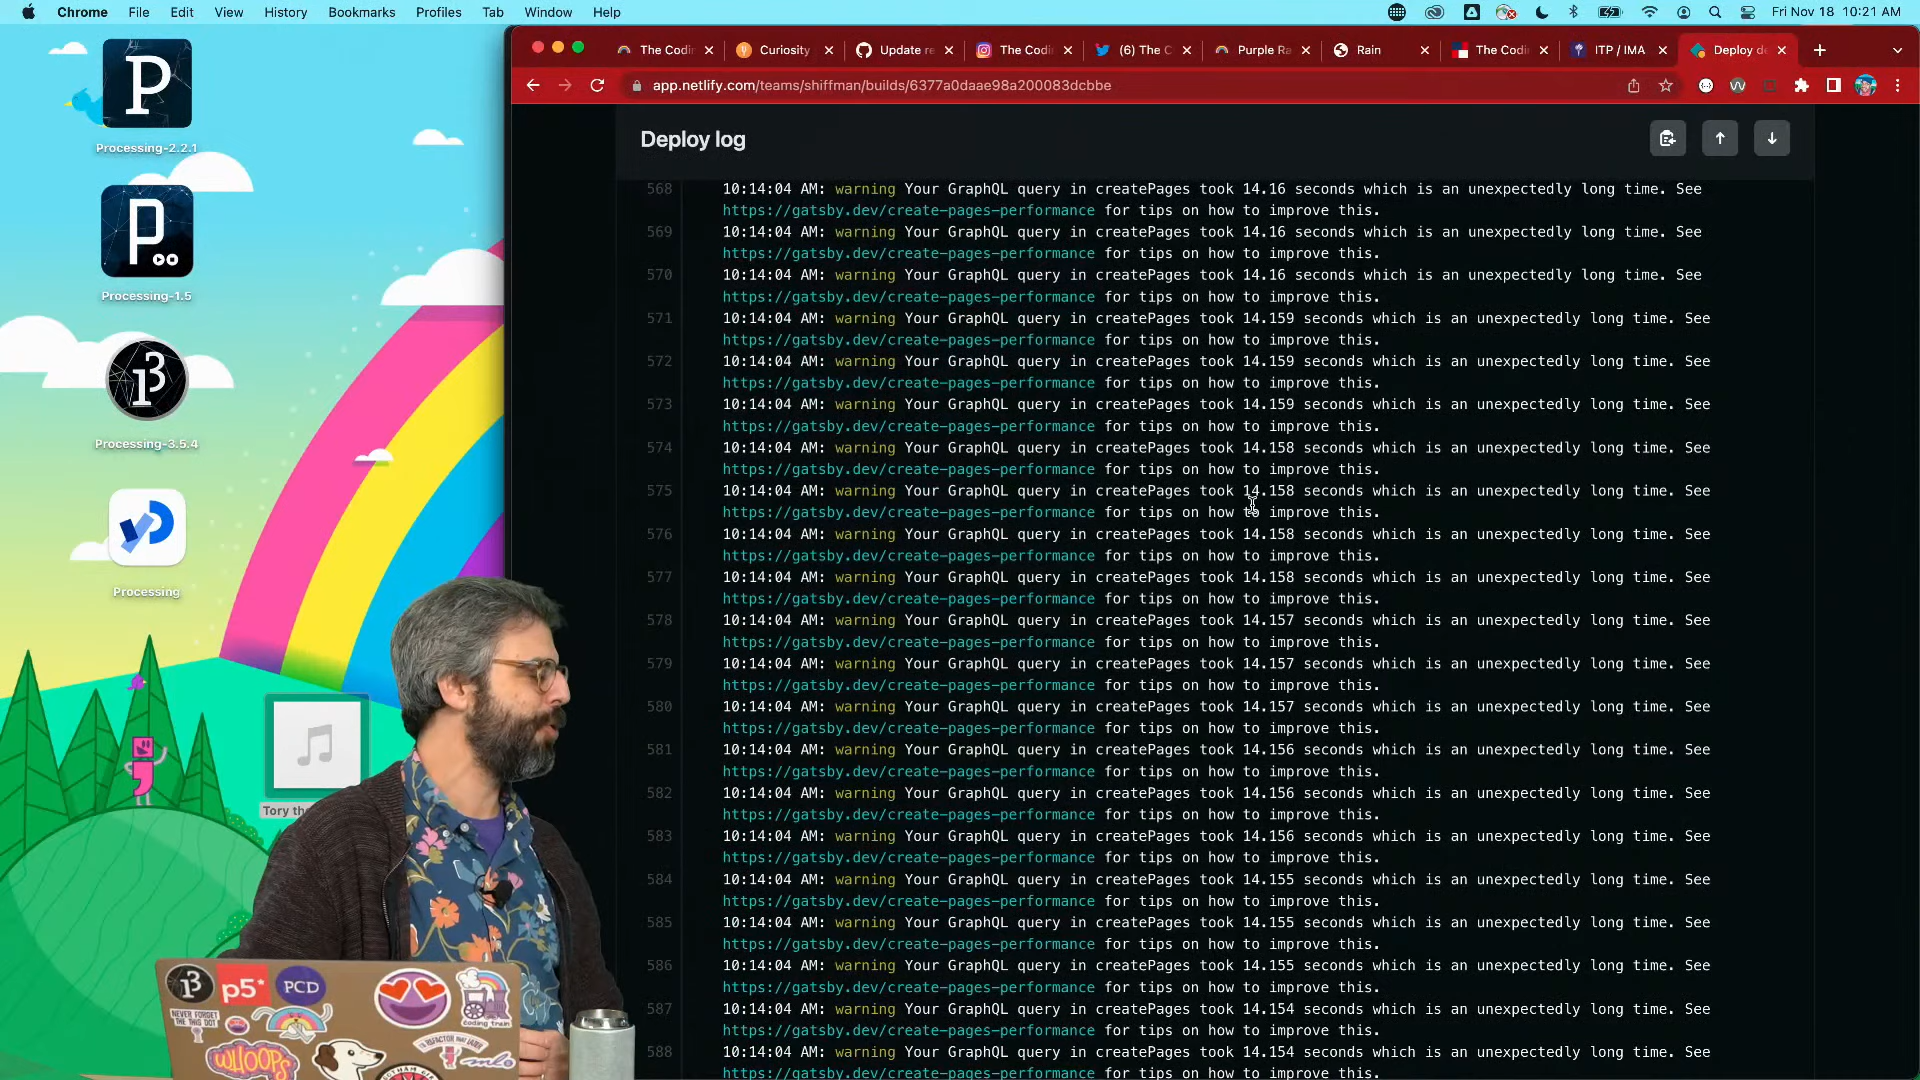 Chrome File Edit View History Bookmarks Profiles Tab Window Help
Fri Nov 18 10:21 AM
Processing-2.2.1
Processing-1.5
Processing-3.5.4
Processing
Tory th
The Codi
Curiosity
Update re
The Codi
(6) The C
Purple Ra
Rain
The Codi
ITP / IMA
Deploy de
app.netlify.com/teams/shiffman/builds/6377a0daae98a200083dcbbe
Deploy log
568 10:14:04 AM: warning Your GraphQL query in createPages took 14.16 seconds which is an unexpectedly long time. See
https://gatsby.dev/create-pages-performance for tips on how to improve this.
569 10:14:04 AM: warning Your GraphQL query in createPages took 14.16 seconds which is an unexpectedly long time. See
https://gatsby.dev/create-pages-performance for tips on how to improve this.
570 10:14:04 AM: warning Your GraphQL query in createPages took 14.16 seconds which is an unexpectedly long time. See
https://gatsby.dev/create-pages-performance for tips on how to improve this.
571 10:14:04 AM: warning Your GraphQL query in createPages took 14.159 seconds which is an unexpectedly long time. See
https://gatsby.dev/create-pages-performance for tips on how to improve this.
572 10:14:04 AM: warning Your GraphQL query in createPages took 14.159 seconds which is an unexpectedly long time. See
https://gatsby.dev/create-pages-performance for tips on how to improve this.
573 10:14:04 AM: warning Your GraphQL query in createPages took 14.159 seconds which is an unexpectedly long time. See
https://gatsby.dev/create-pages-performance for tips on how to improve this.
574 10:14:04 AM: warning Your GraphQL query in createPages took 14.158 seconds which is an unexpectedly long time. See
https://gatsby.dev/create-pages-performance for tips on how to improve this.
575 10:14:04 AM: warning Your GraphQL query in createPages took 14.158 seconds which is an unexpectedly long time. See
https://gatsby.dev/create-pages-performance for tips on how to improve this.
576 10:14:04 AM: warning Your GraphQL query in createPages took 14.158 seconds which is an unexpectedly long time. See
https://gatsby.dev/create-pages-performance for tips on how to improve this.
577 10:14:04 AM: warning Your GraphQL query in createPages took 14.158 seconds which is an unexpectedly long time. See
https://gatsby.dev/create-pages-performance for tips on how to improve this.
578 10:14:04 AM: warning Your GraphQL query in createPages took 14.157 seconds which is an unexpectedly long time. See
https://gatsby.dev/create-pages-performance for tips on how to improve this.
579 10:14:04 AM: warning Your GraphQL query in createPages took 14.157 seconds which is an unexpectedly long time. See
https://gatsby.dev/create-pages-performance for tips on how to improve this.
580 10:14:04 AM: warning Your GraphQL query in createPages took 14.157 seconds which is an unexpectedly long time. See
https://gatsby.dev/create-pages-performance for tips on how to improve this.
581 10:14:04 AM: warning Your GraphQL query in createPages took 14.156 seconds which is an unexpectedly long time. See
https://gatsby.dev/create-pages-performance for tips on how to improve this.
582 10:14:04 AM: warning Your GraphQL query in createPages took 14.156 seconds which is an unexpectedly long time. See
https://gatsby.dev/create-pages-performance for tips on how to improve this.
583 10:14:04 AM: warning Your GraphQL query in createPages took 14.156 seconds which is an unexpectedly long time. See
https://gatsby.dev/create-pages-performance for tips on how to improve this.
584 10:14:04 AM: warning Your GraphQL query in createPages took 14.155 seconds which is an unexpectedly long time. See
https://gatsby.dev/create-pages-performance for tips on how to improve this.
585 10:14:04 AM: warning Your GraphQL query in createPages took 14.155 seconds which is an unexpectedly long time. See
https://gatsby.dev/create-pages-performance for tips on how to improve this.
586 10:14:04 AM: warning Your GraphQL query in createPages took 14.155 seconds which is an unexpectedly long time. See
https://gatsby.dev/create-pages-performance for tips on how to improve this.
587 10:14:04 AM: warning Your GraphQL query in createPages took 14.154 seconds which is an unexpectedly long time. See
https://gatsby.dev/create-pages-performance for tips on how to improve this.
588 10:14:04 AM: warning Your GraphQL query in createPages took 14.154 seconds which is an unexpectedly long time. See
https://gatsby.dev/create-pages-performance for tips on how to improve this.
p5*
PCD
NEVER FORGET
THE THIS DOT
coding train
I'LL REFACTOR THAT LATER
WHOOPS